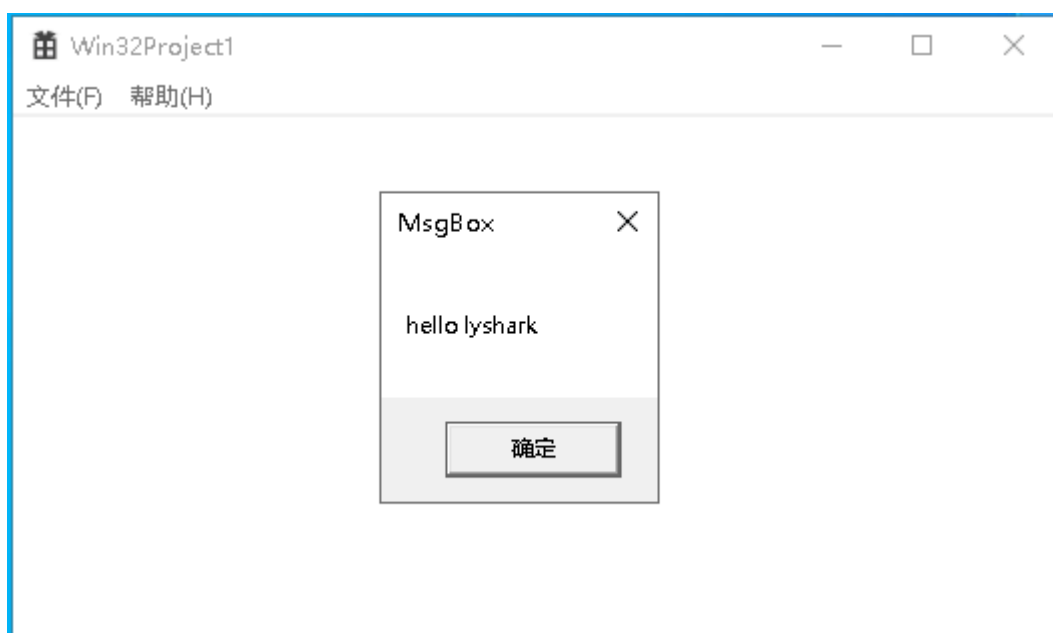 Win32Project1
文件(F) 帮助(H)
MsgBox
hello lyshark
确定